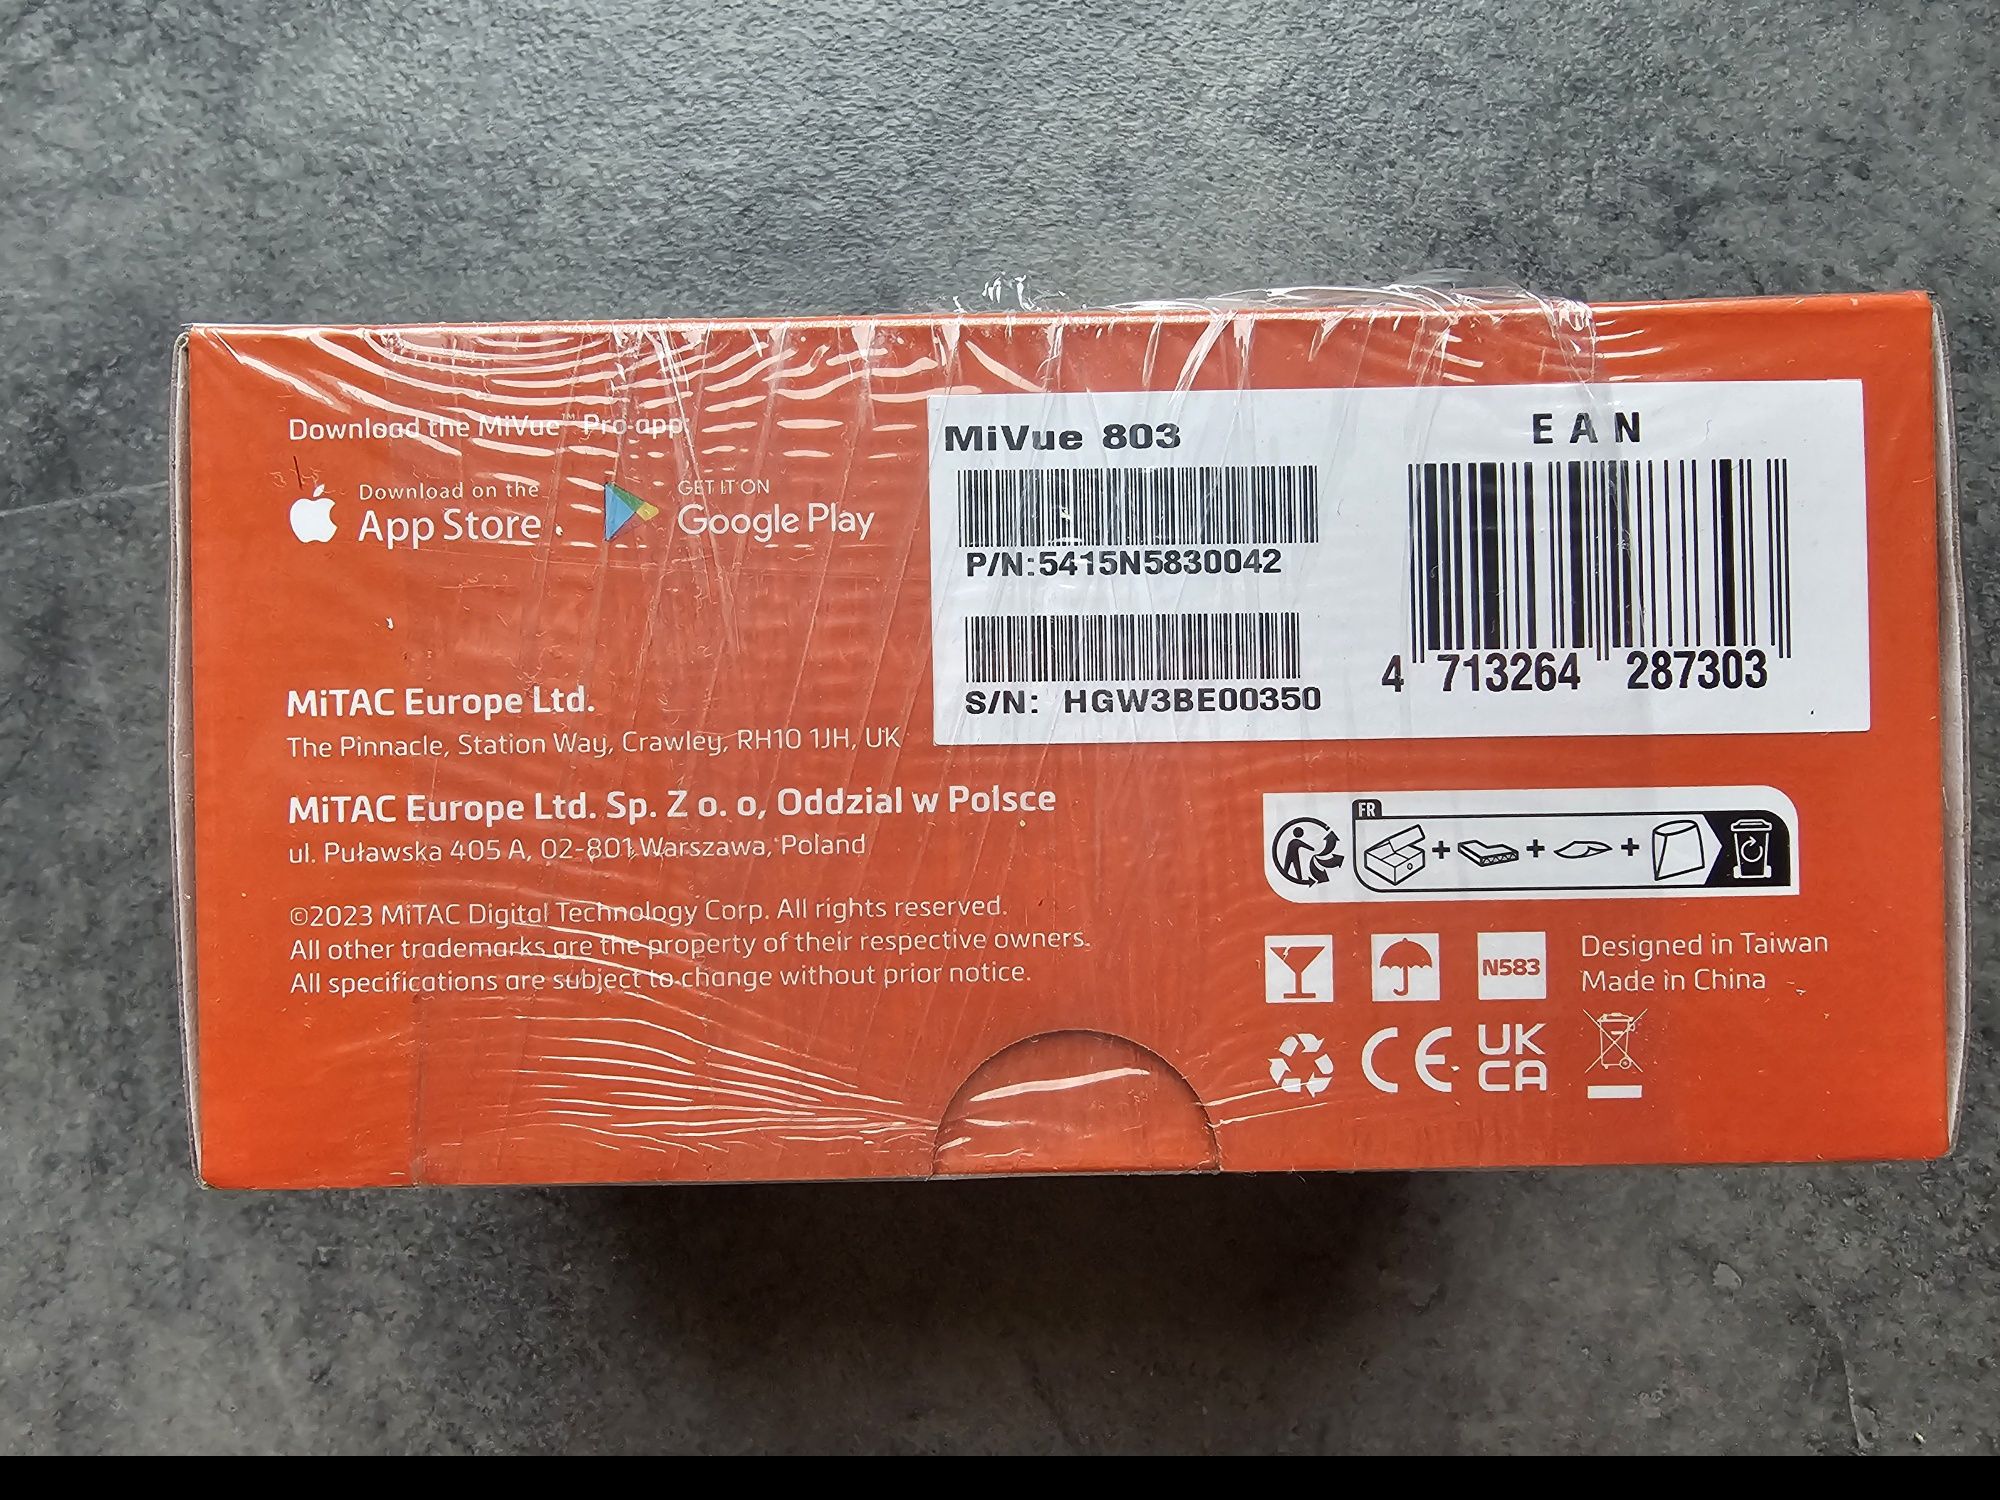 Download the MiVue™ Pro app:
Download on the
App Store
GET IT ON
Google Play
MiVue 803
P/N:5415N5830042
S/N: HGW3BE00350
EAN
4 713264 287303
MiTAC Europe Ltd.
The Pinnacle, Station Way, Crawley, RH10 1JH, UK
MiTAC Europe Ltd. Sp. Z o. o, Oddzial w Polsce
ul. Puławska 405 A, 02-801 Warszawa, Poland
©2023 MiTAC Digital Technology Corp. All rights reserved.
All other trademarks are the property of their respective owners.
All specifications are subject to change without prior notice.
FR
N583
Designed in Taiwan
Made in China
CE
UK
CA